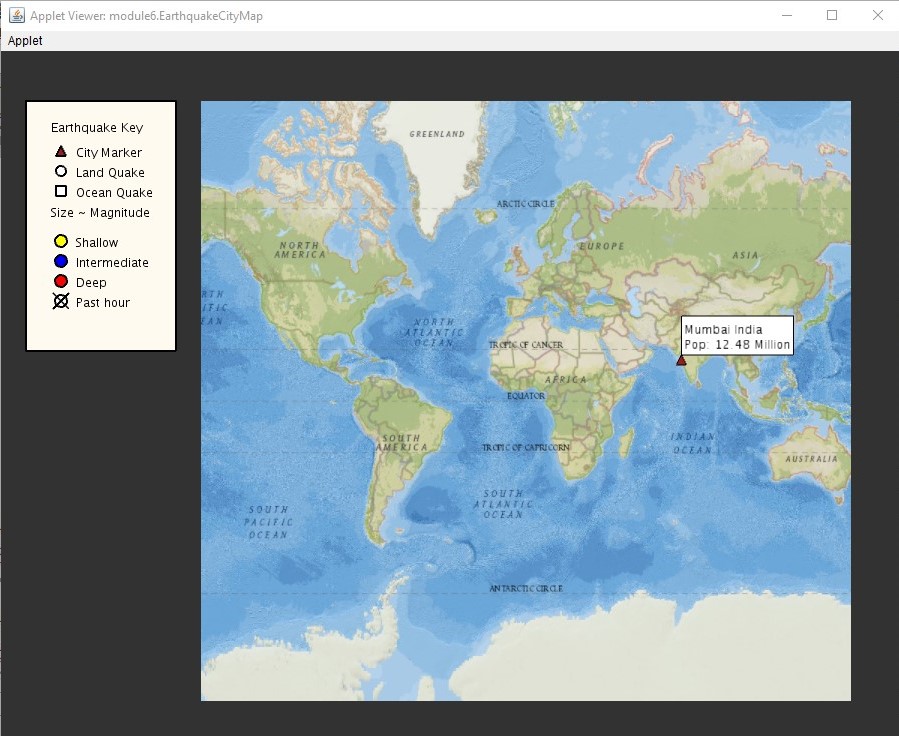 Applet Viewer: module6.EarthquakeCityMap
Applet
Earthquake Key
City Marker
Land Quake
Ocean Quake
Size ~ Magnitude
Shallow
Intermediate
Deep
Past hour
GREENLAND
ARCTIC CIRCLE
NORTH
AMERICA
EUROPE
ASIA
RTH
IFIC
EAN
NORTH
ATLANTIC
OCEAN
TROPIC OF CANCER
Mumbai India
Pop: 12.48 Million
AFRICA
EQUATOR
SOUTH
AMERICA
TROPIC OF CAPRICORN
INDIAN
OCEAN
AUSTRALIA
SOUTH
PACIFIC
OCEAN
SOUTH
ATLANTIC
OCEAN
ANTARCTIC CIRCLE